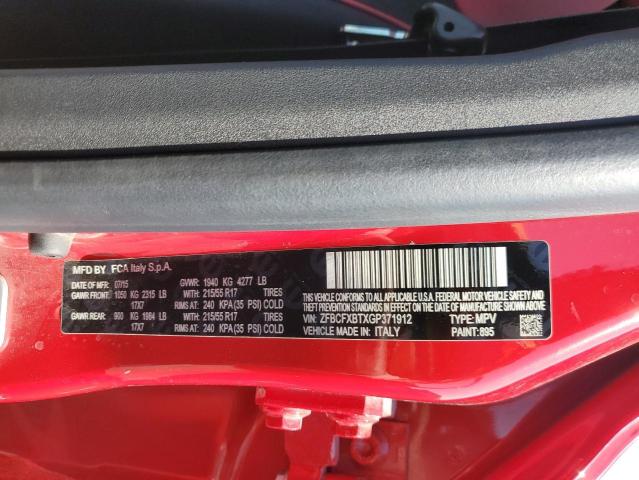 MFD BY FCA Italy S.p.A.
DATE OF MFR: 07/15 GVWR: 1940 KG 4277 LB
GAWR FRONT: 1050 KG 2315 LB WITH: 215/55 R17 TIRES
17X7 RIMS AT: 240 KPA(35 PSI) COLD
GAWR REAR: 900 KG 1984 LB WITH: 215/55 R17 TIRES
17X7 RIMS AT: 240 KPA(35 PSI) COLD
THIS VEHICLE CONFORMS TO ALL APPLICABLE U.S.A. FEDERAL MOTOR VEHICLE SAFETY
BUMPER, AND THEFT PREVENTION STANDARDS IN EFFECT ON THE DATE OF MANUFACTURE SHOWN ABOVE.
VIN: ZFBCFXBTXGP371912 TYPE: MPV
VEHICLE MADE IN: ITALY PAINT: 895